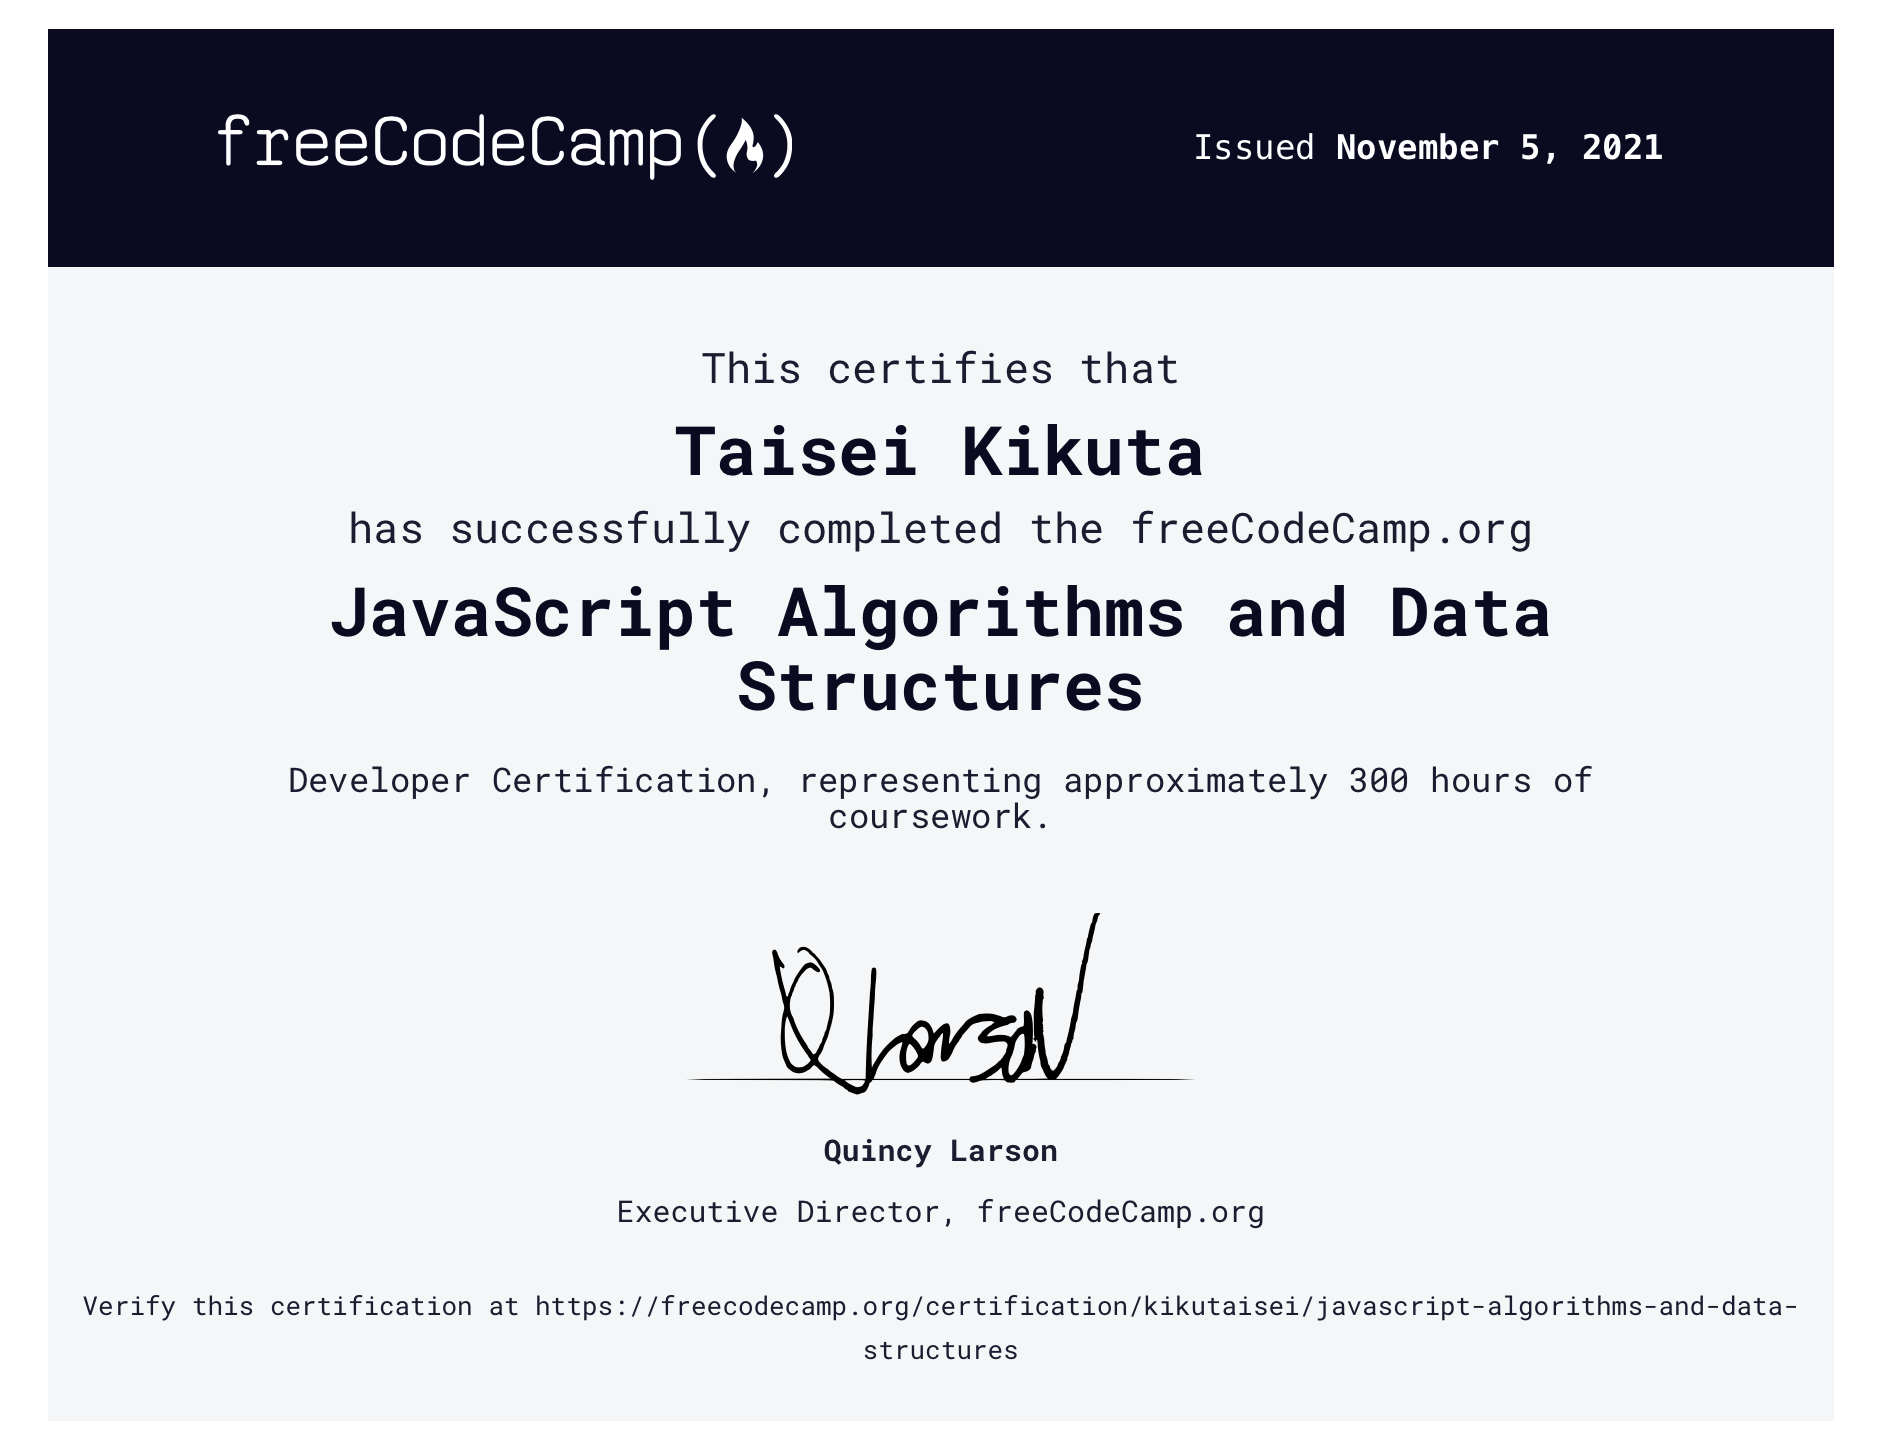 freeCodeCamp(🔥)
Issued November 5, 2021
This certifies that
Taisei Kikuta
has successfully completed the freeCodeCamp.org
JavaScript Algorithms and Data
Structures
Developer Certification, representing approximately 300 hours of
coursework.
Q Larson
Quincy Larson
Executive Director, freeCodeCamp.org
Verify this certification at https://freecodecamp.org/certification/kikutaisei/javascript-algorithms-and-data-
structures